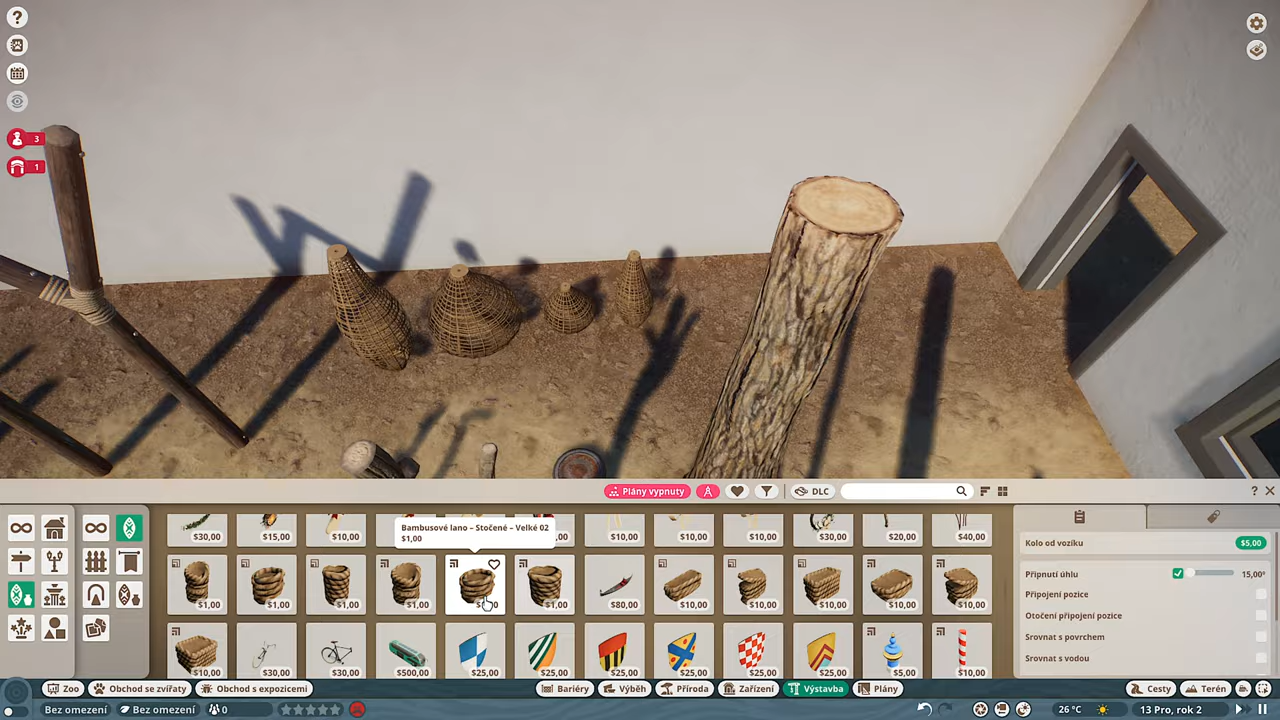 ?
3
1
Plány vypnuty
DLC
? ×
Bambusové lano – Stočené – Velké 02
$1,00
$30,00 $15,00 $10,00 $10,00 $10,00 $10,00 $30,00 $20,00 $40,00
$1,00 $1,00 $1,00 $1,00 $1,00 $80,00 $10,00 $10,00 $10,00 $10,00 $10,00
$10,00 $30,00 $30,00 $500,00 $25,00 $25,00 $25,00 $25,00 $25,00 $25,00 $5,00 $10,00
Kolo od vozíku $5,00
Připnutí úhlu 15,00°
Připojení pozice
Otočení připojení pozice
Srovnat s povrchem
Srovnat s vodou
Zoo Obchod se zvířaty Obchod s expozicemi Bariéry Výběh Příroda Zařízení Výstavba Plány Cesty Terén
Bez omezení Bez omezení 0 26 °C 13 Pro, rok 2